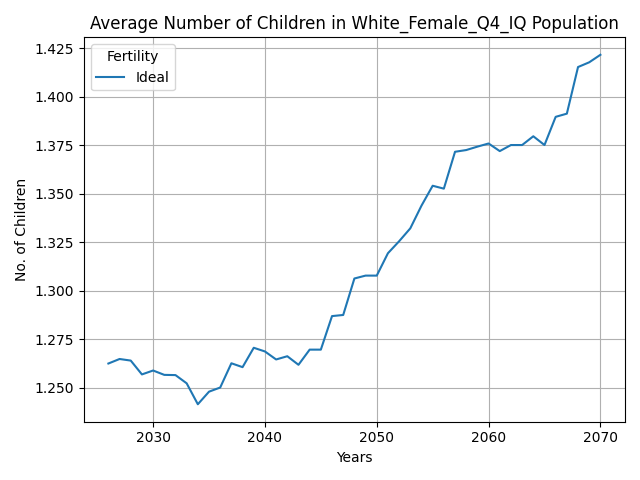 Average Number of Children in White_Female_Q4_IQ Population
Fertility
Ideal
No. of Children
1.425
1.400
1.375
1.350
1.325
1.300
1.275
1.250
2030
2040
2050
2060
2070
Years